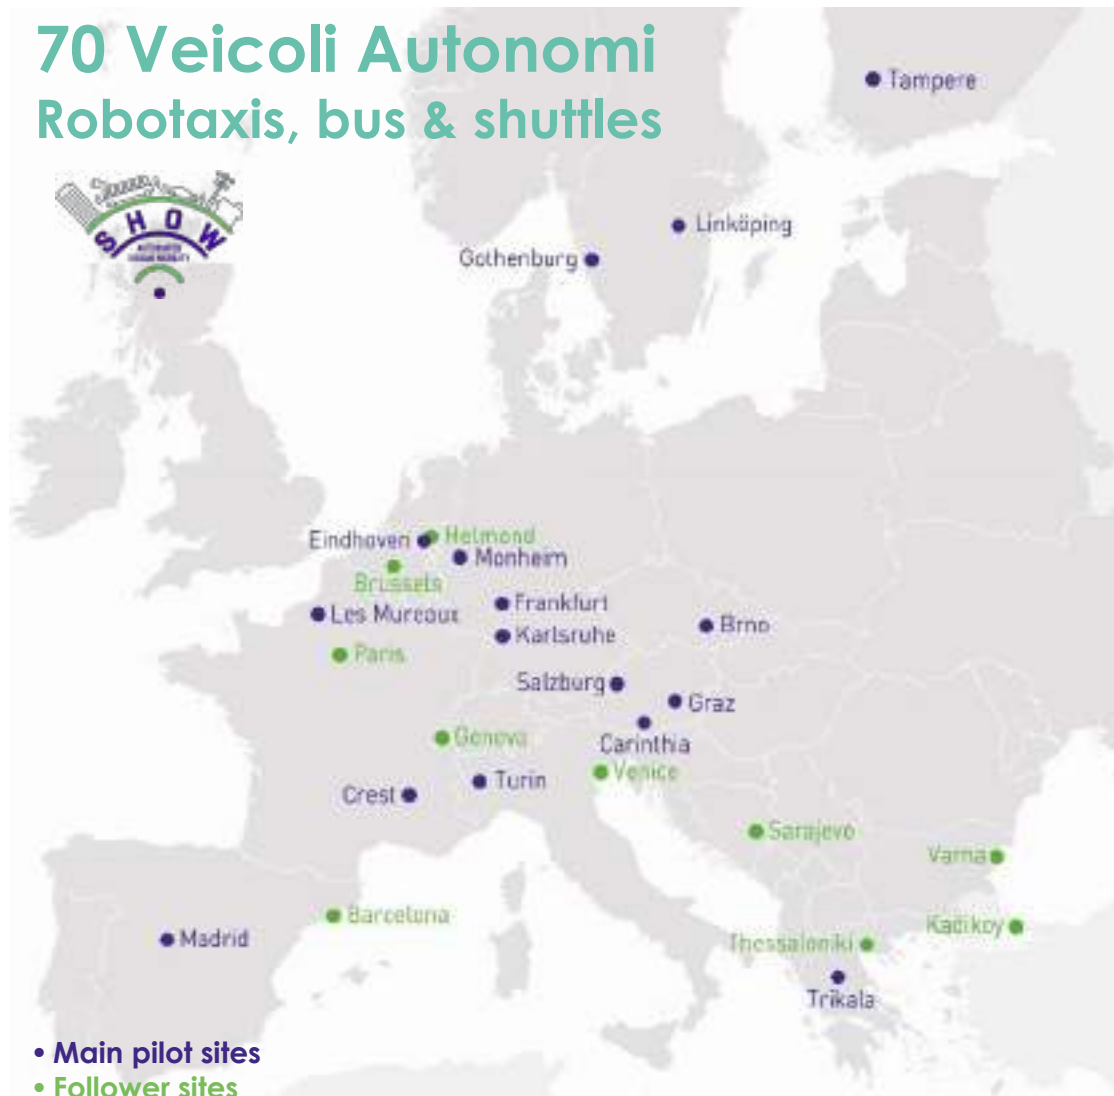 70 Veicoli Autonomi
Robotaxis, bus & shuttles
SHOW
Tampere
Linköping
Gothenburg
Eindhoven
Helmond
Monheim
Brussels
Les Mureaux
Frankfurt
Karlsruhe
Brno
Paris
Salzburg
Graz
Carinthia
Geneva
Venice
Turin
Crest
Sarajevo
Varna
Barcelona
Kadikoy
Madrid
Thessaloniki
Trikala
• Main pilot sites
• Follower sites